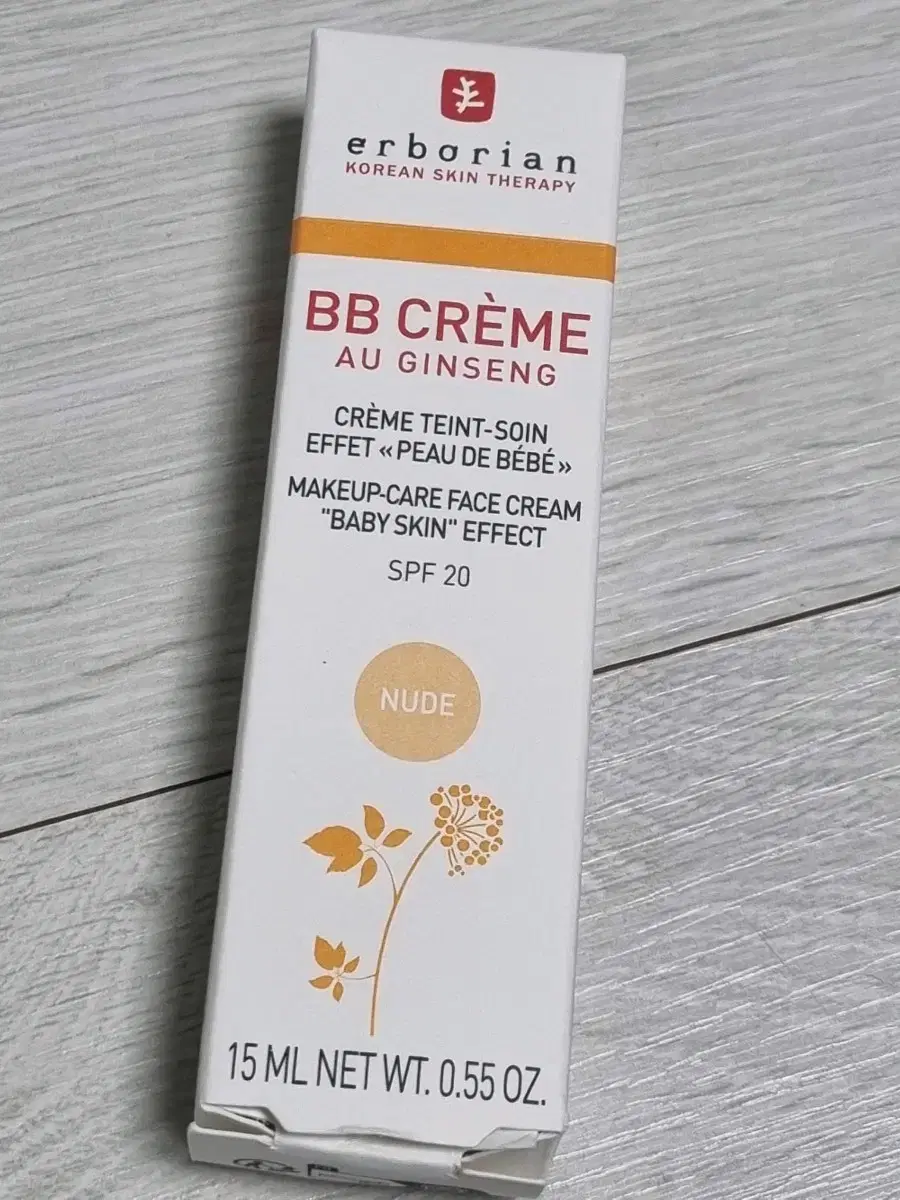 erborian
KOREAN SKIN THERAPY
BB CRÈME
AU GINSENG
CRÈME TEINT-SOIN
EFFET «PEAU DE BÉBÉ»
MAKEUP-CARE FACE CREAM
"BABY SKIN" EFFECT
SPF 20
NUDE
15 ML NET WT. 0.55 OZ.